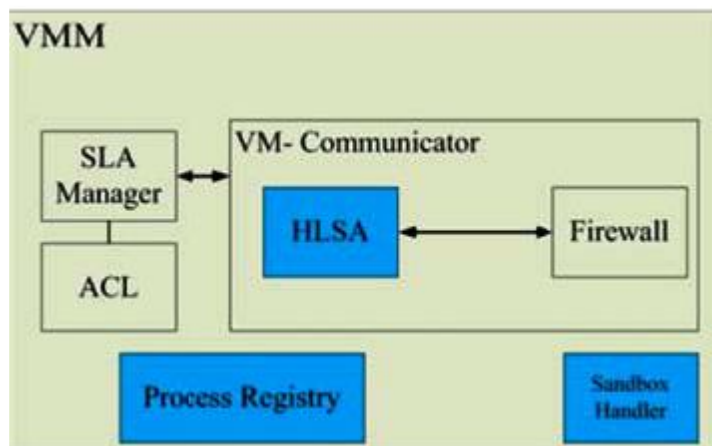 VMM
SLA
Manager
ACL
VM- Communicator
HLSA
Firewall
Process Registry
Sandbox
Handler